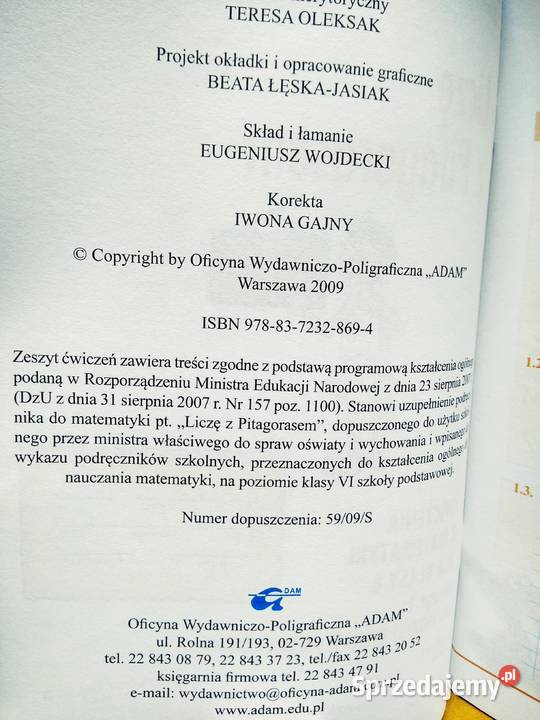 TERESA OLEKSAK
Projekt okładki i opracowanie graficzne
BEATA ŁĘSKA-JASIAK
Skład i łamanie
EUGENIUSZ WOJDECKI
Korekta
IWONA GAJNY
© Copyright by Oficyna Wydawniczo-Poligraficzna „ADAM”
Warszawa 2009
ISBN 978-83-7232-869-4
Zeszyt ćwiczeń zawiera treści zgodne z podstawą programową kształcenia
podaną w Rozporządzeniu Ministra Edukacji Narodowej z dnia 23 sierpnia 2007
(DzU z dnia 31 sierpnia 2007 r. Nr 157 poz. 1100). Stanowi uzupełnienie
nika do matematyki pt. „Liczę z Pitagorasem”, dopuszczonego do użytku
nego przez ministra właściwego do spraw oświaty i wychowania i wpisanego
wykazu podręczników szkolnych, przeznaczonych do kształcenia ogólnego
nauczania matematyki, na poziomie klasy VI szkoły podstawowej.
Numer dopuszczenia: 59/09/S
ADAM
Oficyna Wydawniczo-Poligraficzna „ADAM”
ul. Rolna 191/193, 02-729 Warszawa
tel. 22 843 08 79, 22 843 37 23, tel./fax 22 843 20 52
księgarnia firmowa tel. 22 843 47 91
e-mail: wydawnictwo@oficyna-adam.com.pl
www.adam.edu.pl
1.3.
Sprzedajemy.pl